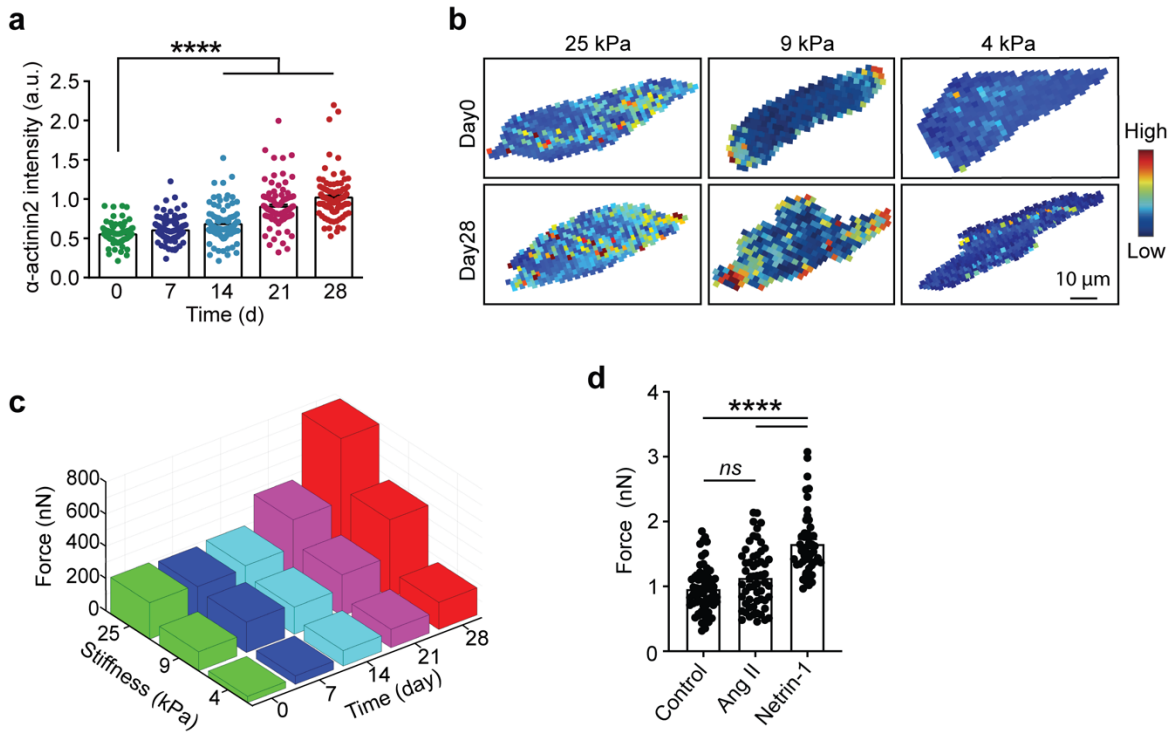 a
****
α-actinin2 intensity (a.u.)
2.5
2.0
1.5
1.0
0.5
0.0
0 7 14 21 28
Time (d)
b
25 kPa 9 kPa 4 kPa
Day0
Day28
High
Low
10 μm
c
Force (nN)
800
600
400
200
0
25
9
4
Stiffness (kPa)
0
7
14
21
28
Time (day)
d
Force (nN)
4
3
2
1
0
****
ns
Control
Ang II
Netrin-1